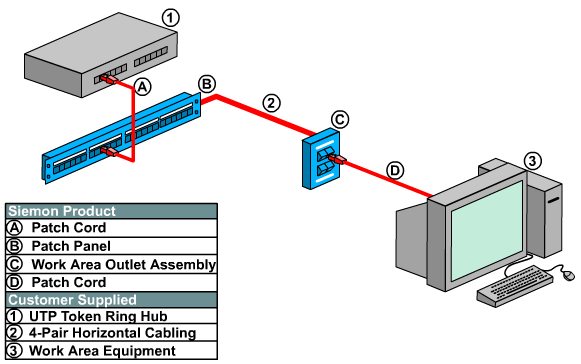 1
A
B
2
C
D
3
Siemon Product
A Patch Cord
B Patch Panel
C Work Area Outlet Assembly
D Patch Cord
Customer Supplied
1 UTP Token Ring Hub
2 4-Pair Horizontal Cabling
3 Work Area Equipment